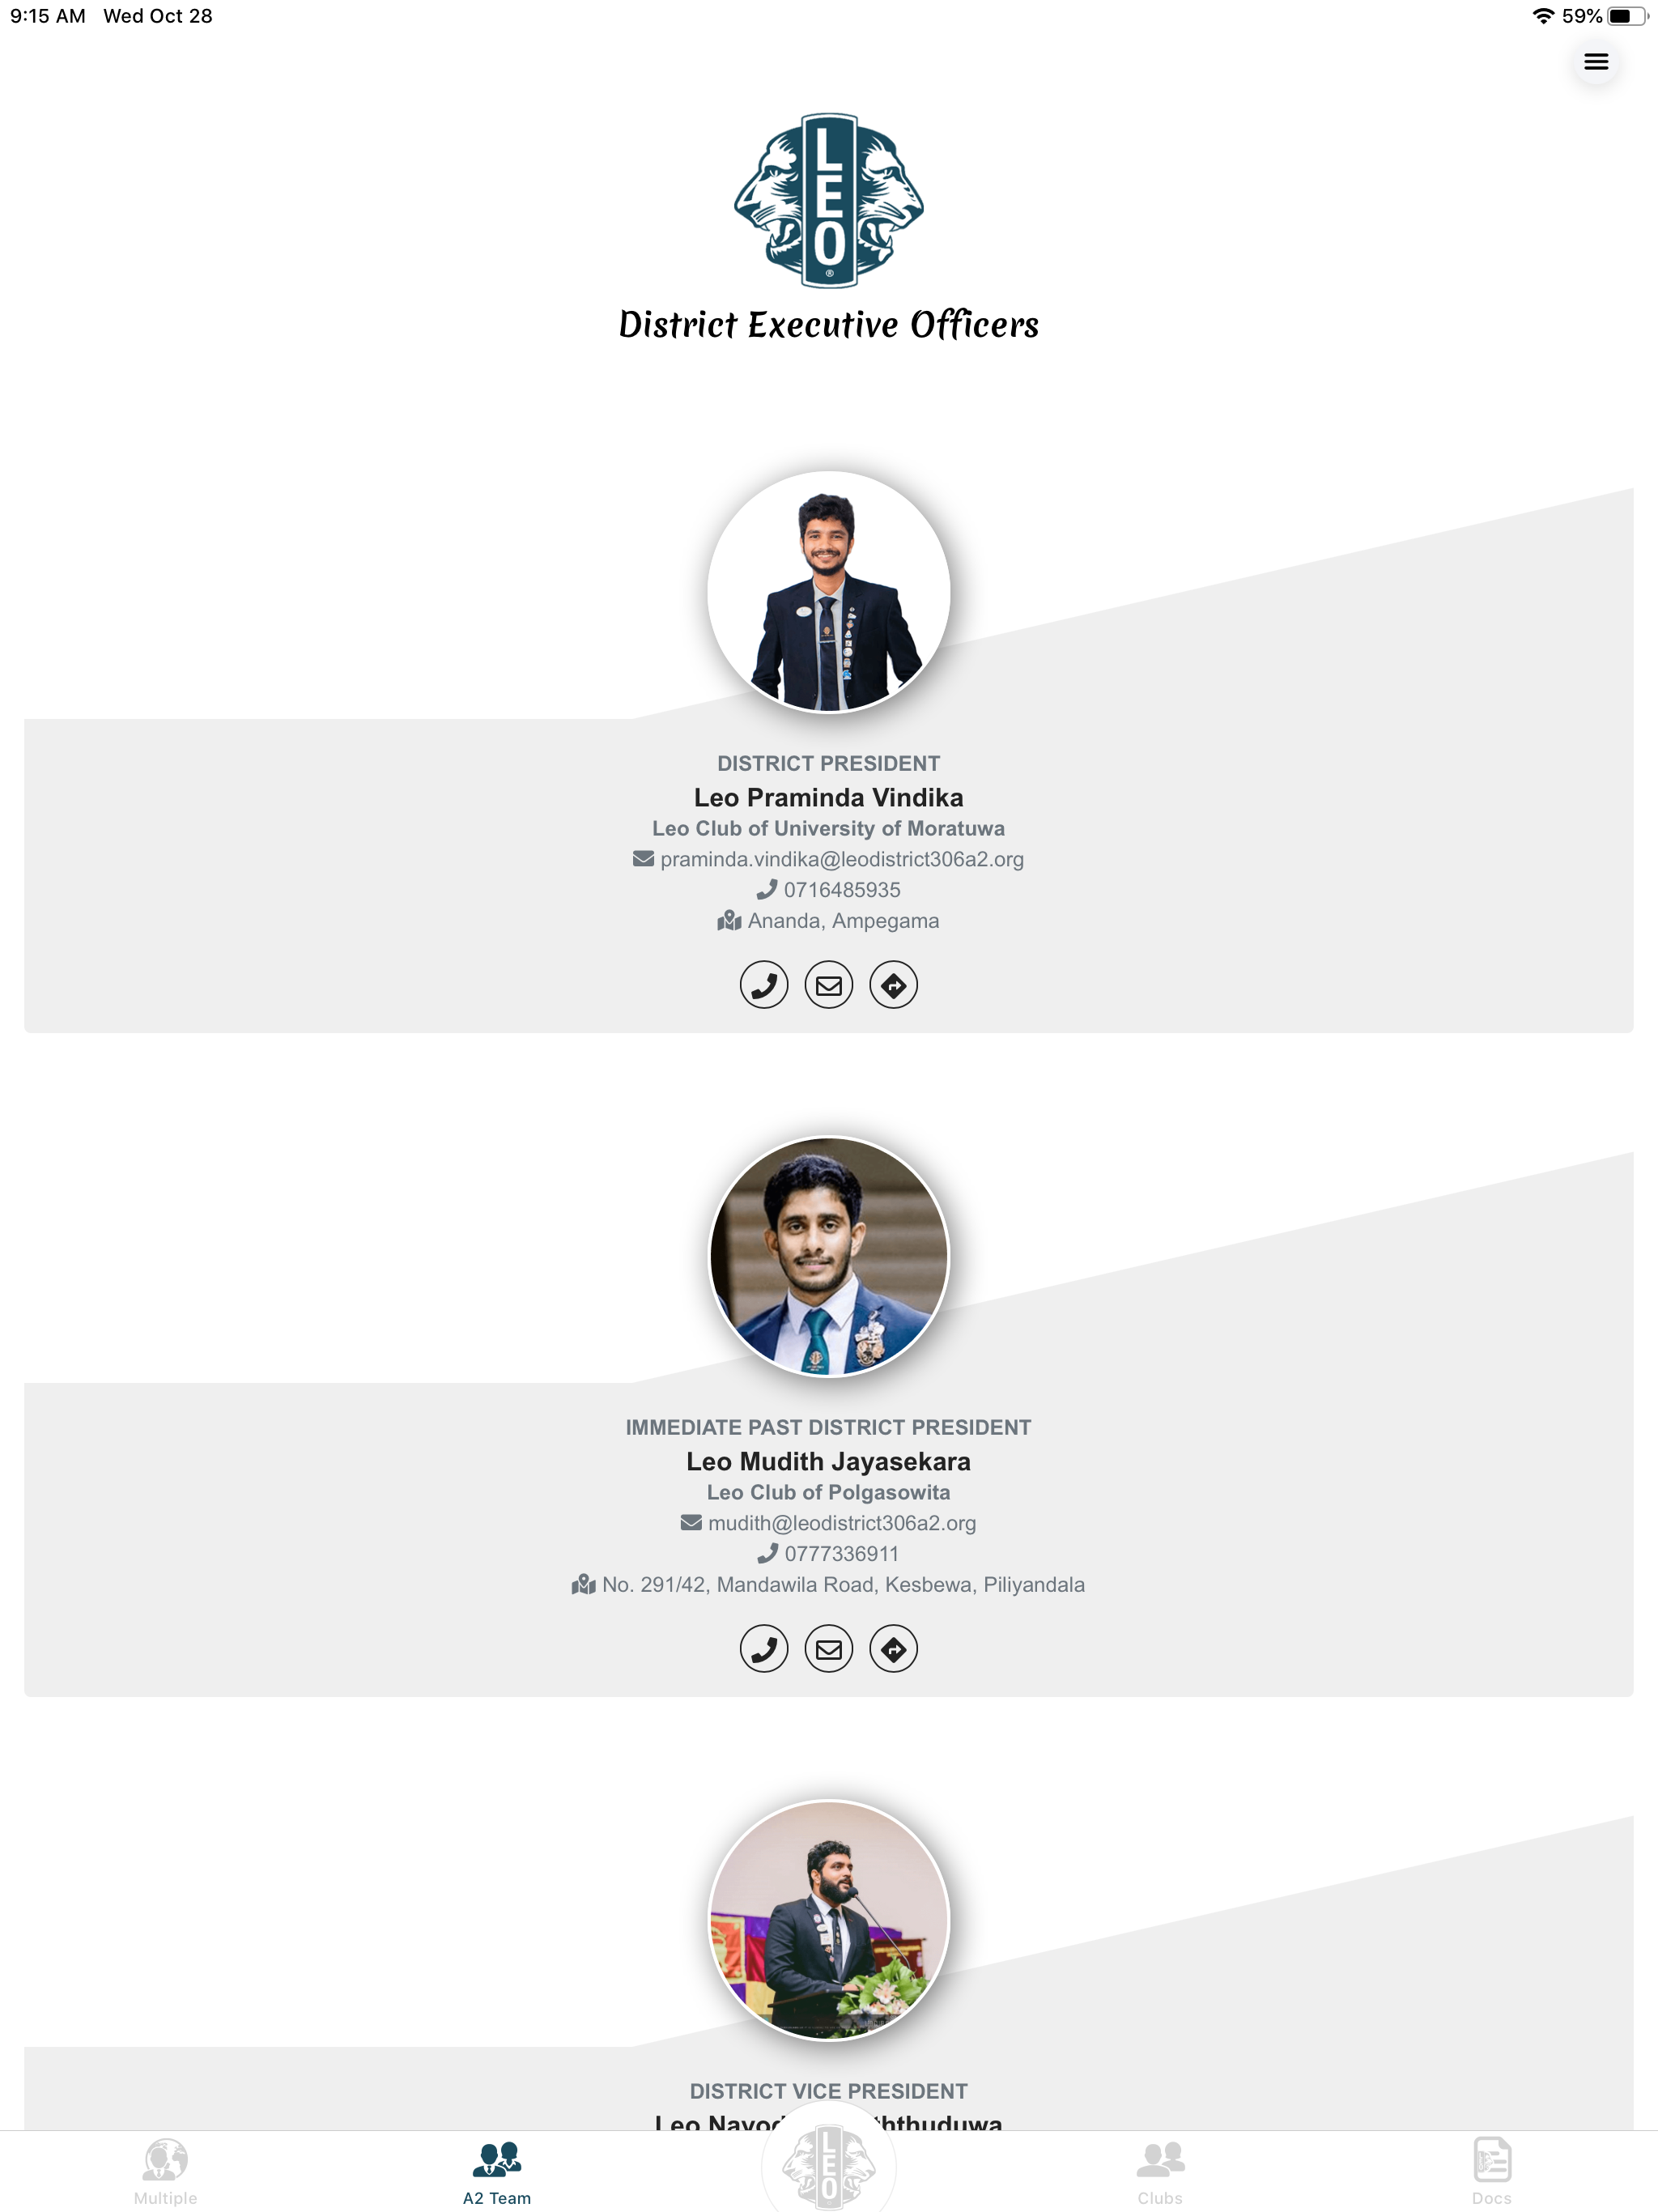 9:15 AM Wed Oct 28
59%
LEO
®
District Executive Officers
DISTRICT PRESIDENT
Leo Praminda Vindika
Leo Club of University of Moratuwa
praminda.vindika@leodistrict306a2.org
0716485935
Ananda, Ampegama
IMMEDIATE PAST DISTRICT PRESIDENT
Leo Mudith Jayasekara
Leo Club of Polgasowita
mudith@leodistrict306a2.org
0777336911
No. 291/42, Mandawila Road, Kesbewa, Piliyandala
DISTRICT VICE PRESIDENT
Leo
LEO
Multiple
A2 Team
Clubs
Docs